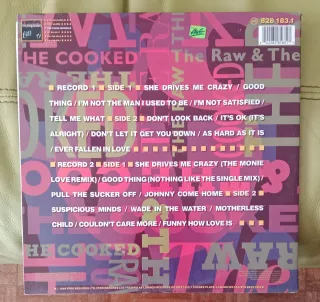 828 183.1
HE COOKED
The Raw & The
RECORD 1 ■ SIDE 1 ■ SHE DRIVES ME CRAZY / GOOD
THING / I'M NOT THE MAN I USED TO BE / I'M NOT SATISFIED /
TELL ME WHAT ■ SIDE 2 ■ DON'T LOOK BACK / IT'S OK (IT'S
ALRIGHT) / DON'T LET IT GET YOU DOWN / AS HARD AS IT IS
/ EVER FALLEN IN LOVE
RECORD 2 ■ SIDE 1 ■ SHE DRIVES ME CRAZY (THE MONIE
LOVE REMIX) / GOOD THING (NOTHING LIKE THE SINGLE MIX) /
PULL THE SUCKER OFF / JOHNNY COME HOME ■ SIDE 2 ■
SUSPICIOUS MINDS / WADE IN THE WATER / MOTHERLESS
CHILD / COULDN'T CARE MORE / FUNNY HOW LOVE IS
HE COOKED
RAW